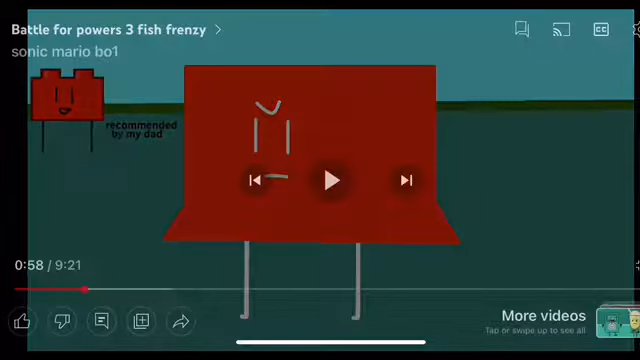 Battle for powers 3 fish frenzy
sonic mario bo1
CC
recommended
by my dad
0:58 / 9:21
More videos
Tap or swipe up to see all